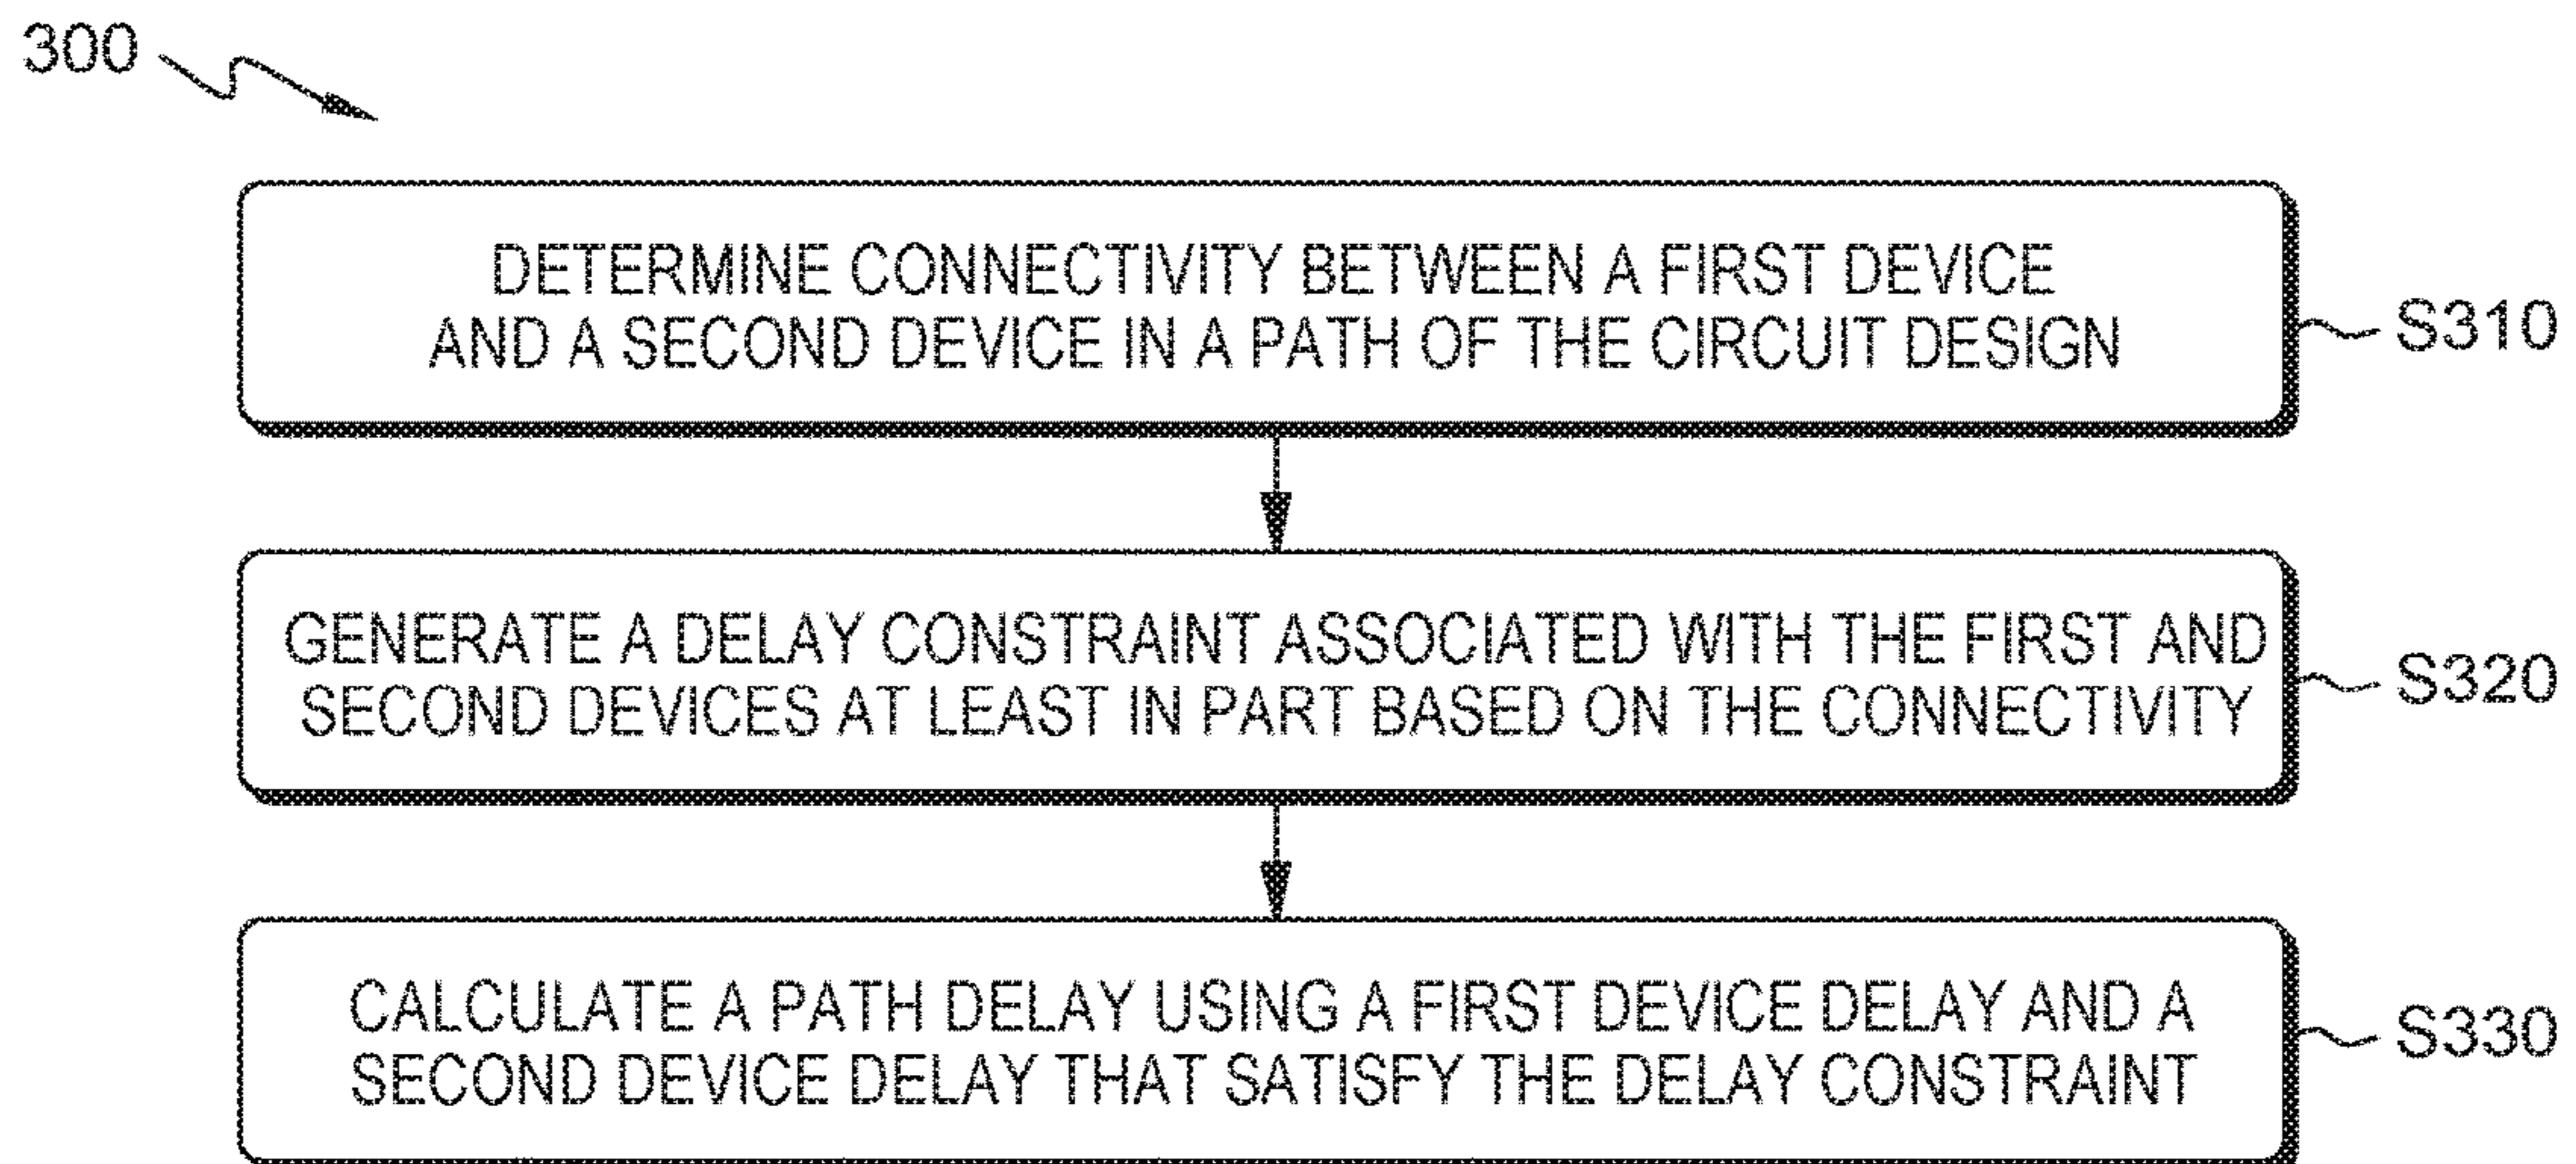 300
DETERMINE CONNECTIVITY BETWEEN A FIRST DEVICE
AND A SECOND DEVICE IN A PATH OF THE CIRCUIT DESIGN
S310
GENERATE A DELAY CONSTRAINT ASSOCIATED WITH THE FIRST AND
SECOND DEVICES AT LEAST IN PART BASED ON THE CONNECTIVITY
S320
CALCULATE A PATH DELAY USING A FIRST DEVICE DELAY AND A
SECOND DEVICE DELAY THAT SATISFY THE DELAY CONSTRAINT
S330